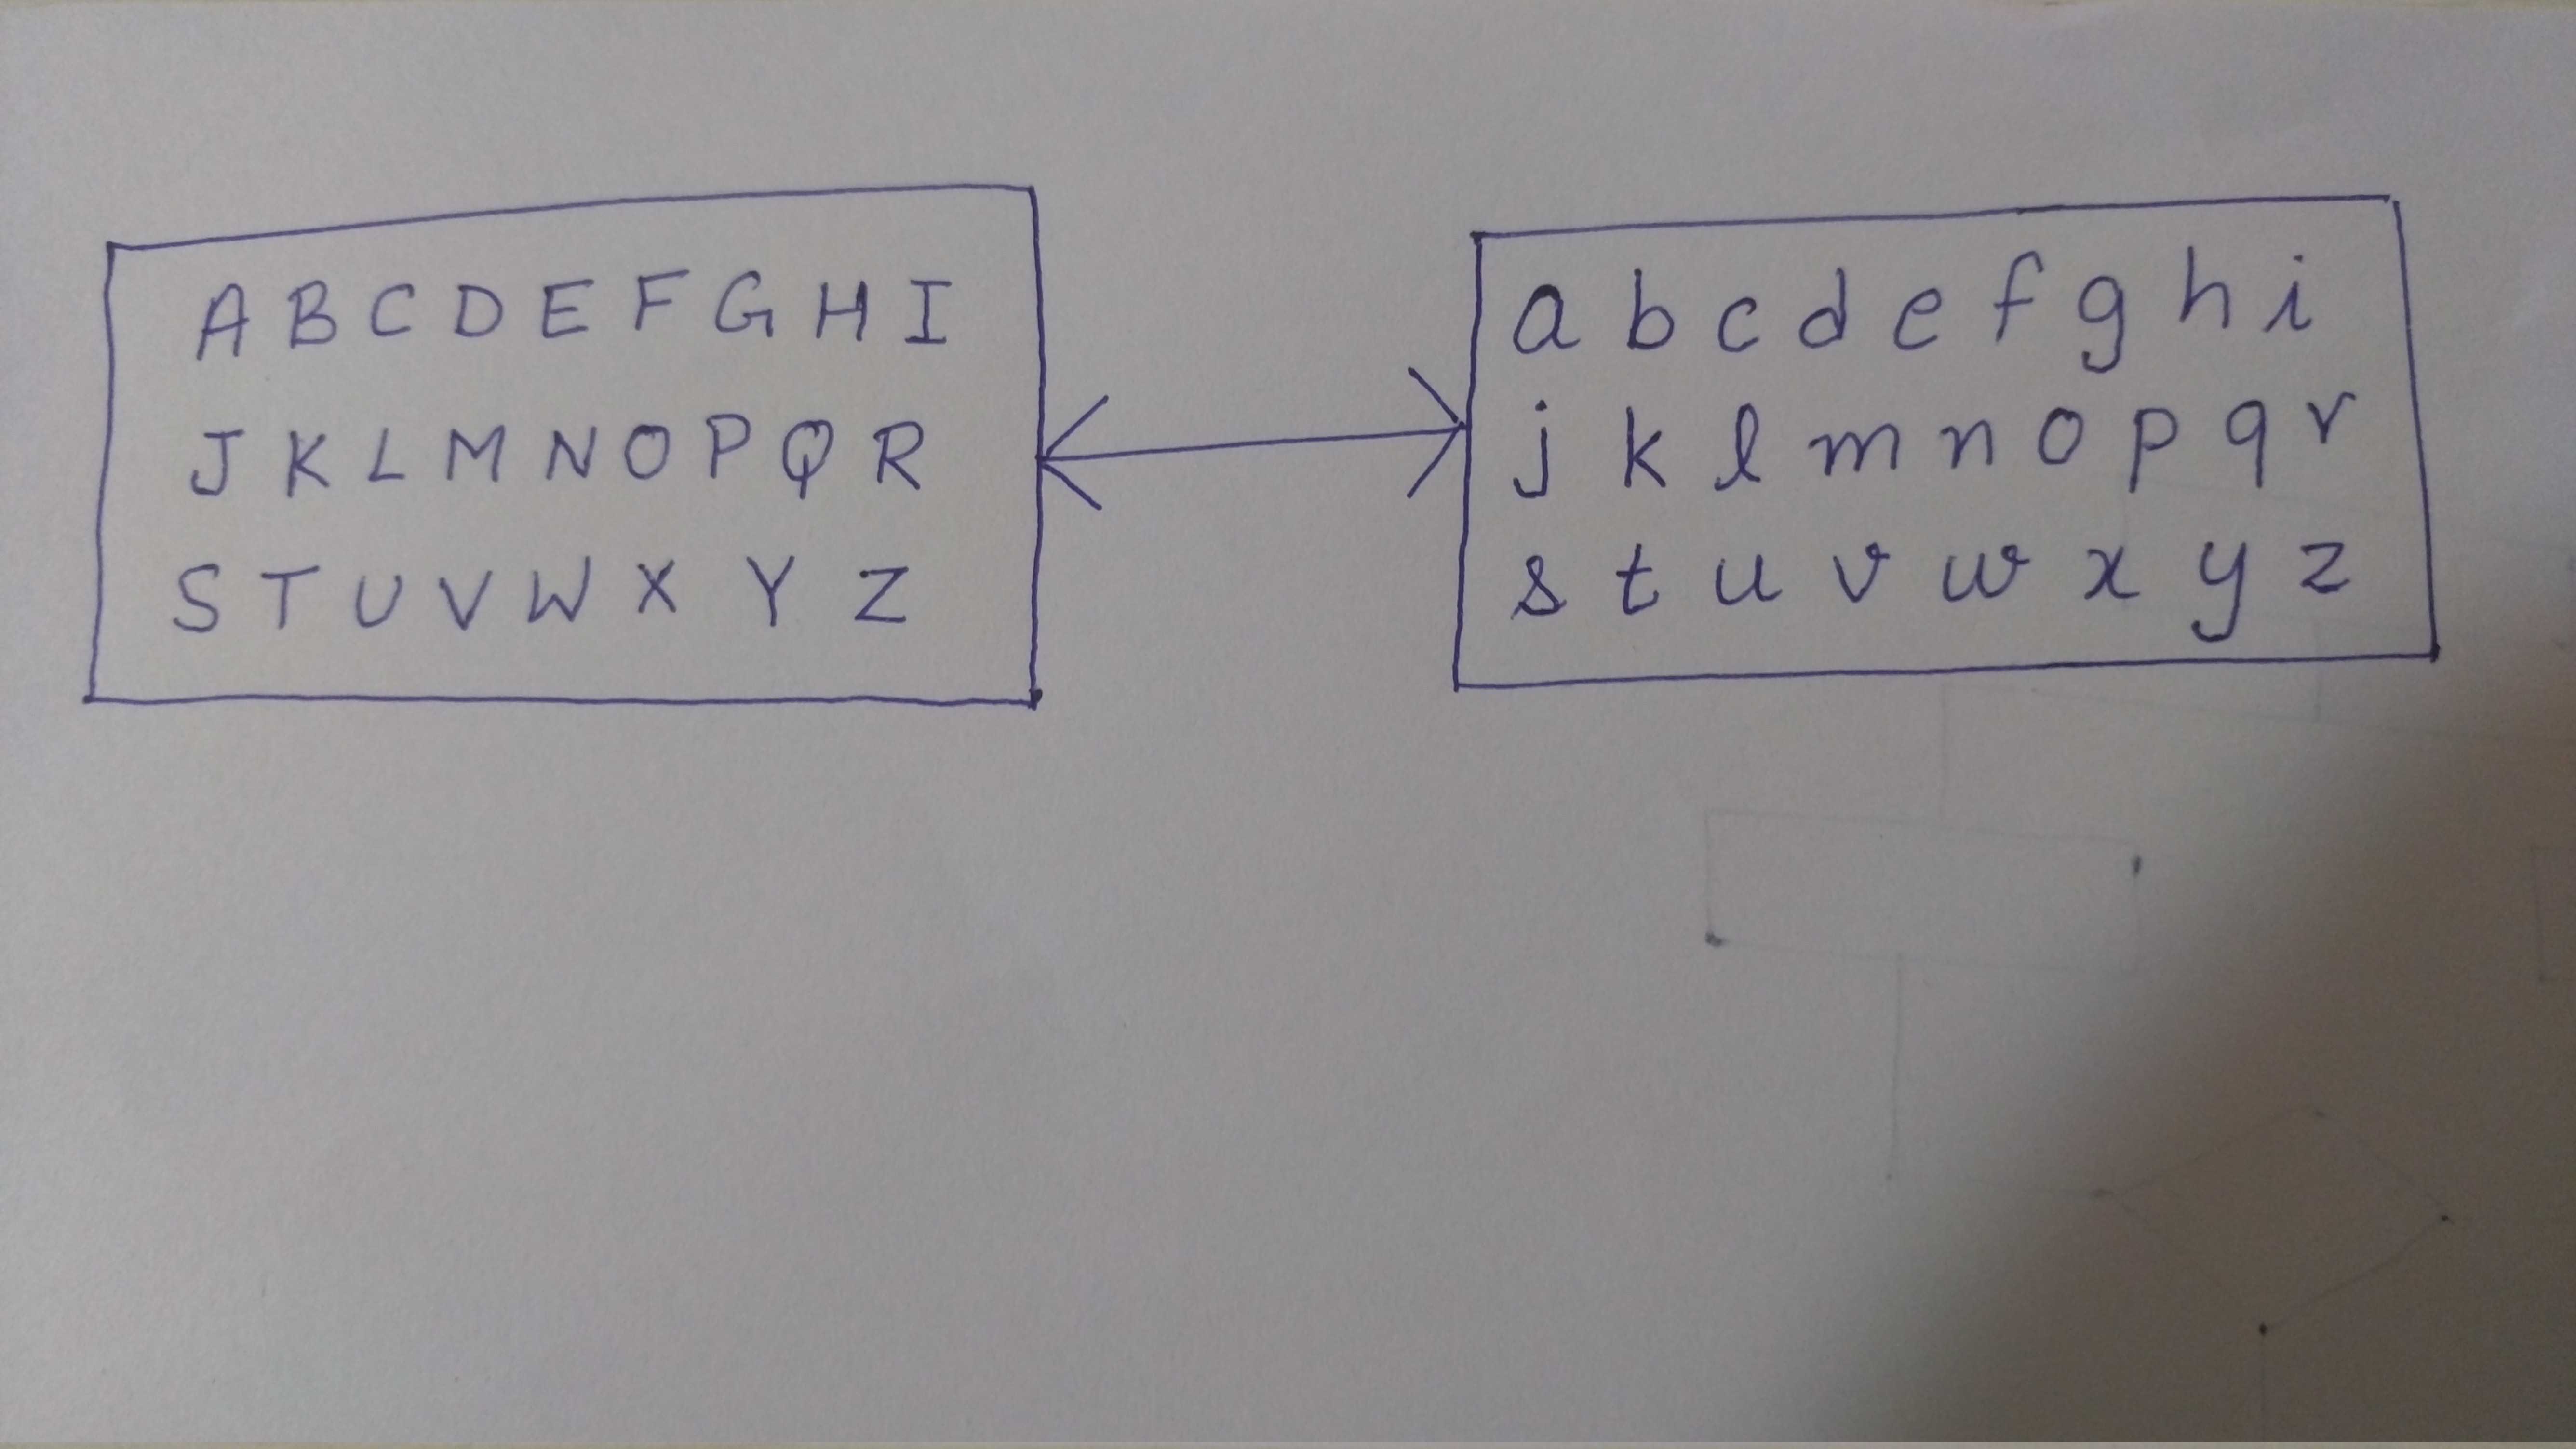 A B C D E F G H I
J K L M N O P Q R
S T U V W X Y Z
a b c d e f g h i
j k l m n o p q r
s t u v w x y z